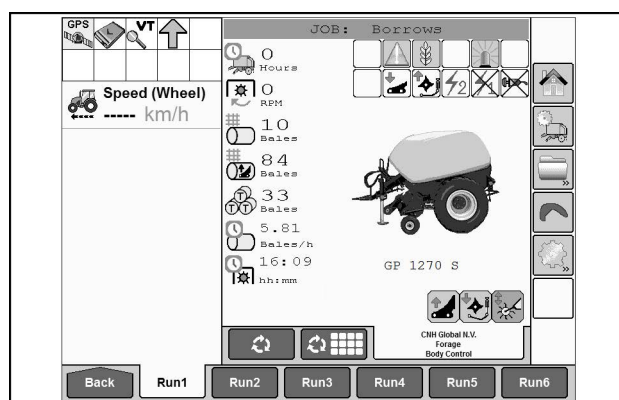 GPS
VT
JOB: Borrows
Speed (Wheel)
----- km/h
0
Hours
0
RPM
10
Bales
84
Bales
T T T
33
Bales
5.81
Bales/h
16:09
hh:mm
2
1
»
»
GP 1270 S
CNH Global N.V.
Forage
Body Control
Back
Run1
Run2
Run3
Run4
Run5
Run6